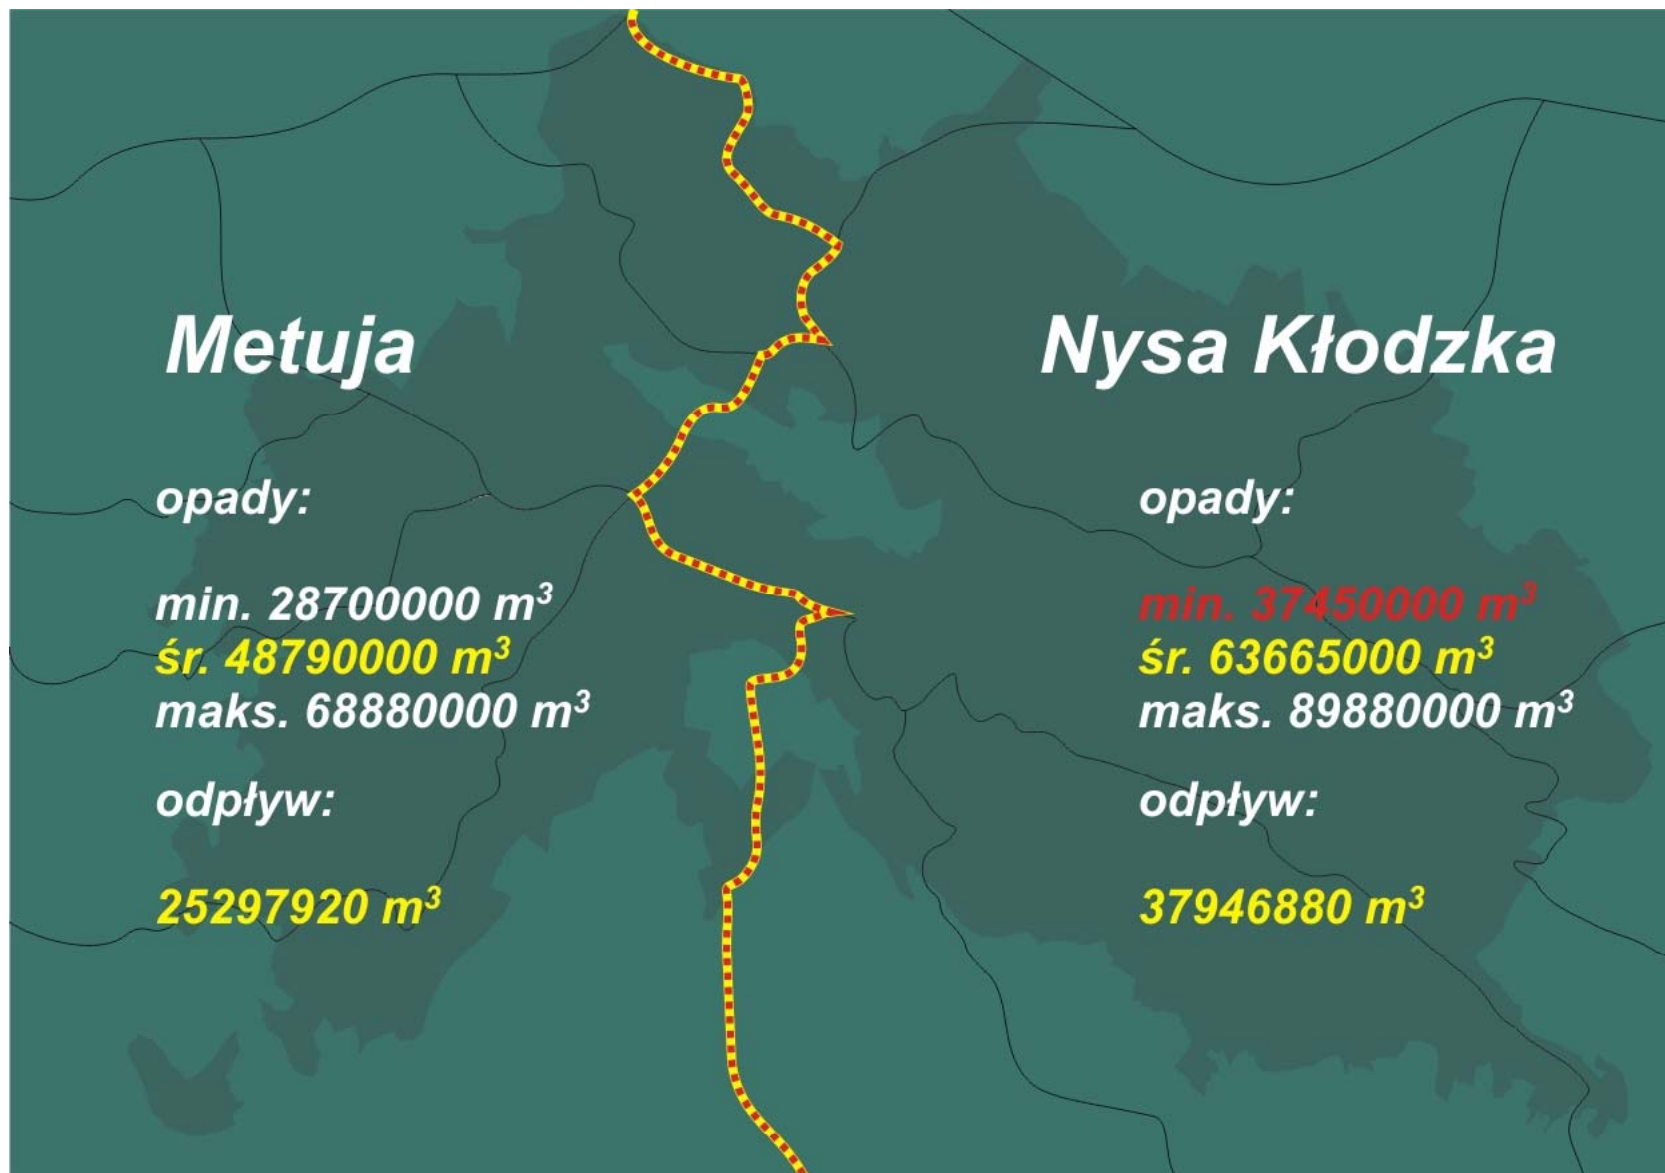 Metuja
opady:
min. 28700000 m³
śr. 48790000 m³
maks. 68880000 m³
odpływ:
25297920 m³
Nysa Kłodzka
opady:
min. 37450000 m³
śr. 63665000 m³
maks. 89880000 m³
odpływ:
37946880 m³